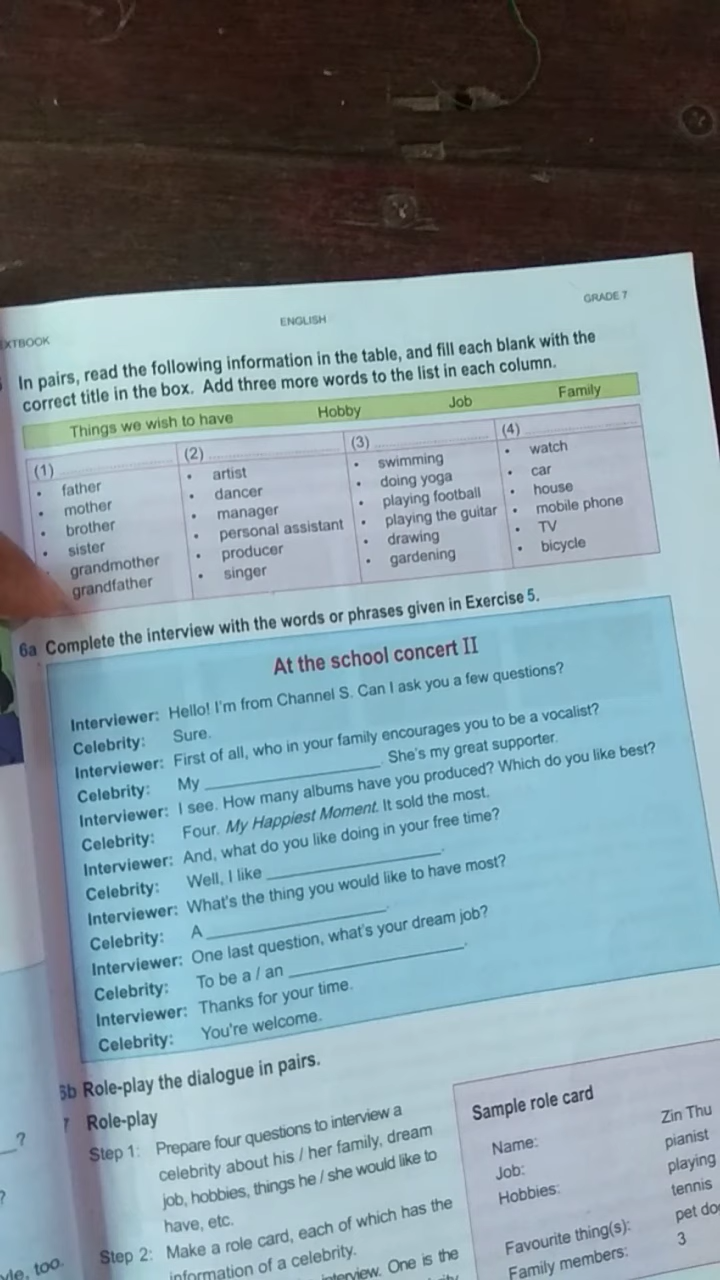 GRADE 7
ENGLISH
EXTBOOK
In pairs, read the following information in the table, and fill each blank with the
correct title in the box. Add three more words to the list in each column.
Things we wish to have Hobby Job Family
(1) (2) (3) (4)
• father
• mother
• brother
• sister
grandmother
grandfather
• artist
• dancer
• manager
• personal assistant
• producer
• singer
• swimming
• doing yoga
• playing football
• playing the guitar
• drawing
• gardening
• watch
• car
• house
• mobile phone
• TV
• bicycle
6a Complete the interview with the words or phrases given in Exercise 5.
At the school concert II
Interviewer: Hello! I'm from Channel S. Can I ask you a few questions?
Celebrity: Sure.
Interviewer: First of all, who in your family encourages you to be a vocalist?
Celebrity: My ____________. She's my great supporter.
Interviewer: I see. How many albums have you produced? Which do you like best?
Celebrity: Four. My Happiest Moment. It sold the most.
Interviewer: And, what do you like doing in your free time?
Celebrity: Well, I like ____________.
Interviewer: What's the thing you would like to have most?
Celebrity: A ____________.
Interviewer: One last question, what's your dream job?
Celebrity: To be a / an ____________.
Interviewer: Thanks for your time.
Celebrity: You're welcome.
6b Role-play the dialogue in pairs.
7 Role-play
Step 1: Prepare four questions to interview a
celebrity about his / her family, dream
job, hobbies, things he / she would like to
have, etc.
Step 2: Make a role card, each of which has the
information of a celebrity.
interview. One is the
Sample role card
Name: Zin Thu
Job: pianist
Hobbies: playing
tennis
Favourite thing(s): pet do
Family members: 3
?
?
yle, too.